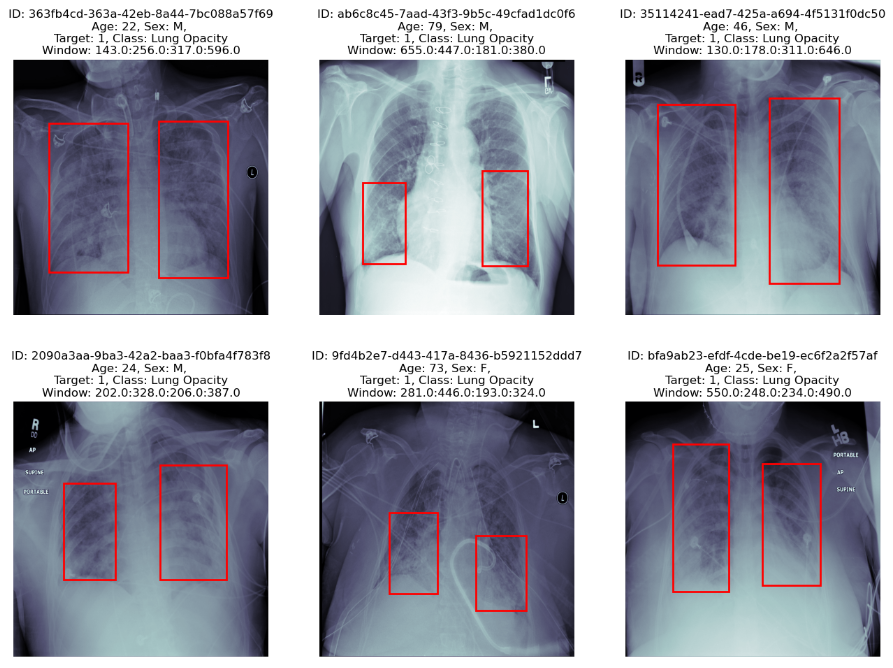 ID: 363fb4cd-363a-42eb-8a44-7bc088a57f69
Age: 22, Sex: M,
Target: 1, Class: Lung Opacity
Window: 143.0:256.0:317.0:596.0
L
ID: ab6c8c45-7aad-43f3-9b5c-49cfad1dc0f6
Age: 79, Sex: M,
Target: 1, Class: Lung Opacity
Window: 655.0:447.0:181.0:380.0
L
ID: 35114241-ead7-425a-a694-4f5131f0dc50
Age: 46, Sex: M,
Target: 1, Class: Lung Opacity
Window: 130.0:178.0:311.0:646.0
R
ID: 2090a3aa-9ba3-42a2-baa3-f0bfa4f783f8
Age: 24, Sex: M,
Target: 1, Class: Lung Opacity
Window: 202.0:328.0:206.0:387.0
R
AP
SUPINE
PORTABLE
ID: 9fd4b2e7-d443-417a-8436-b5921152ddd7
Age: 73, Sex: F,
Target: 1, Class: Lung Opacity
Window: 281.0:446.0:193.0:324.0
L
L
ID: bfa9ab23-efdf-4cde-be19-ec6f2a2f57af
Age: 25, Sex: F,
Target: 1, Class: Lung Opacity
Window: 550.0:248.0:234.0:490.0
L
HB
PORTABLE
AP
SUPINE